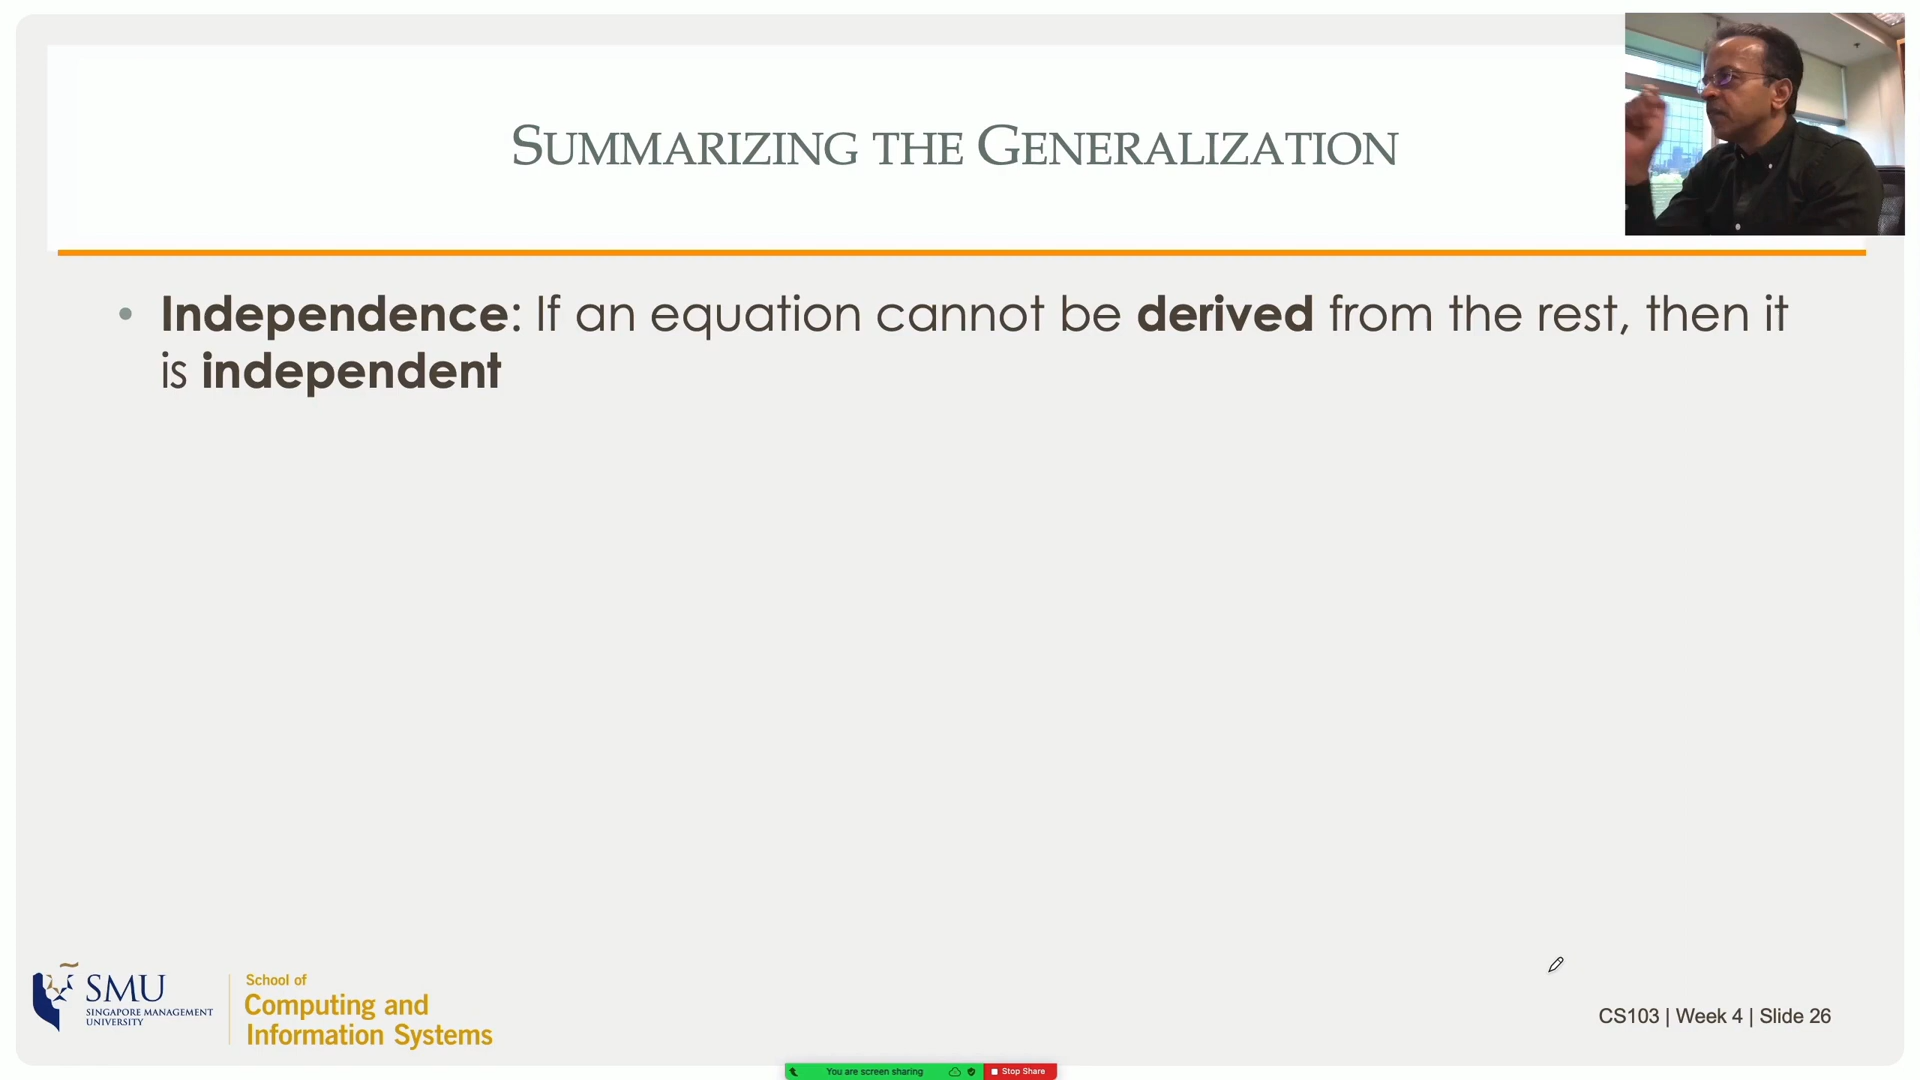 SUMMARIZING THE GENERALIZATION
• Independence: If an equation cannot be derived from the rest, then it
is independent
SMU
SINGAPORE MANAGEMENT
UNIVERSITY
School of
Computing and
Information Systems
CS103 | Week 4 | Slide 26
You are screen sharing
Stop Share